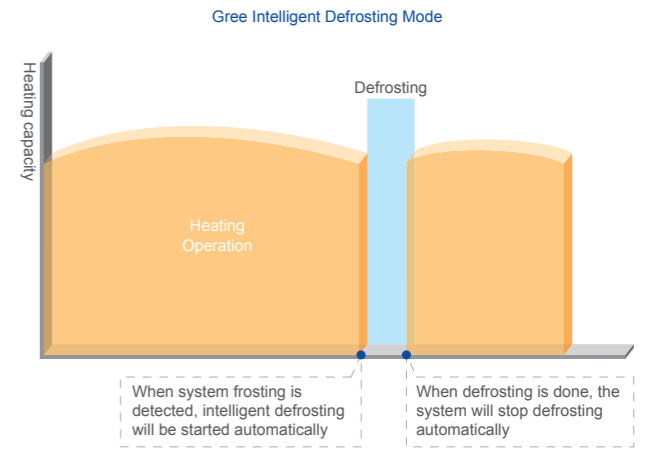 Gree Intelligent Defrosting Mode
Heating capacity
Defrosting
Heating
Operation
When system frosting is
detected, intelligent defrosting
will be started automatically
When defrosting is done, the
system will stop defrosting
automatically